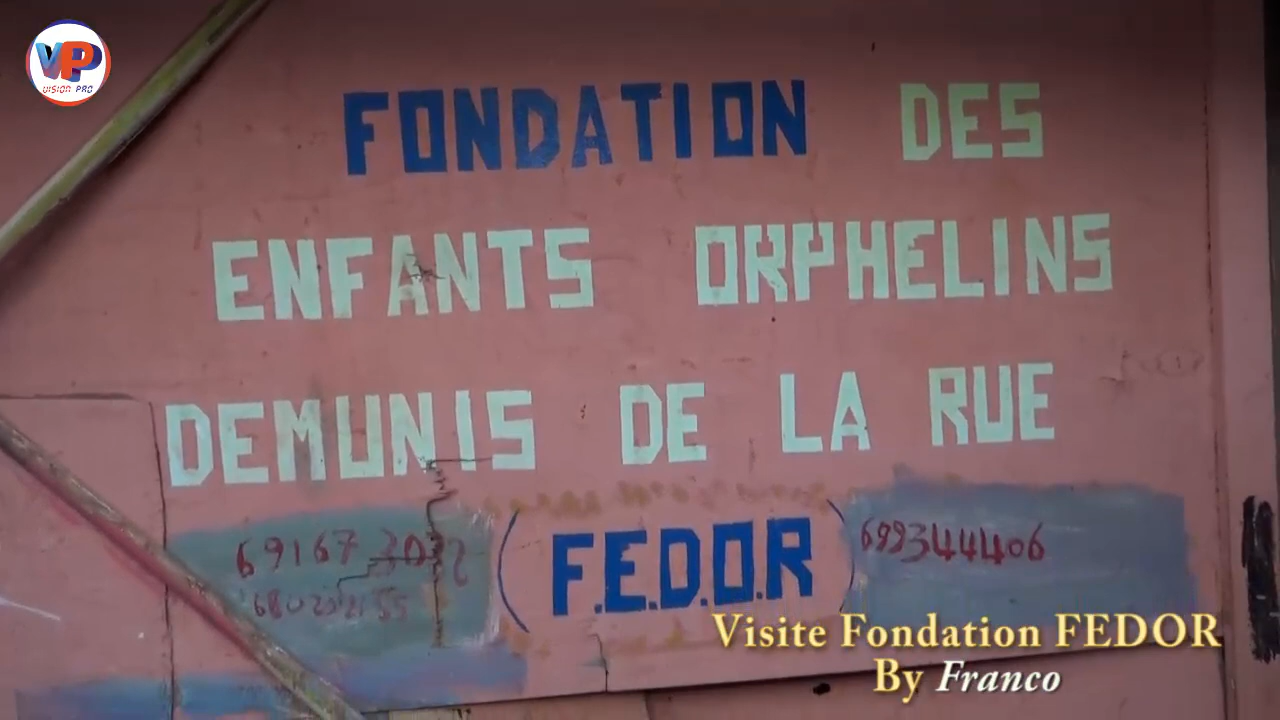 VP
VISION PRO
FONDATION DES
ENFANTS ORPHELINS
DEMUNIS DE LA RUE
(F.E.D.O.R)
699344406
Visite Fondation FEDOR
By Franco